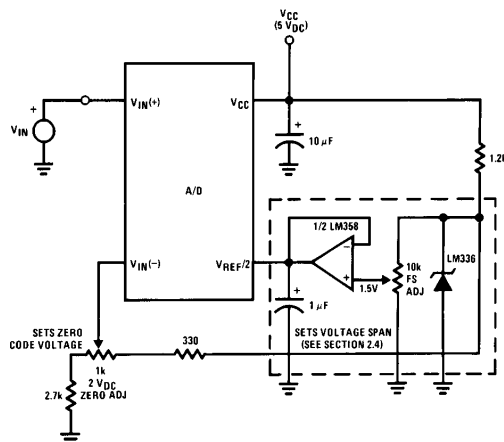 VCC
(5 VDC)
VIN(+)
VCC
+
VIN
+
10 µF
1.2
A/D
1/2 LM358
LM336
10k
FS
ADJ
VIN(−)
VREF/2
−
+
1.5V
+
1 µF
SETS ZERO
CODE VOLTAGE
SETS VOLTAGE SPAN
(SEE SECTION 2.4)
330
1k
2 VDC
ZERO ADJ
2.7k